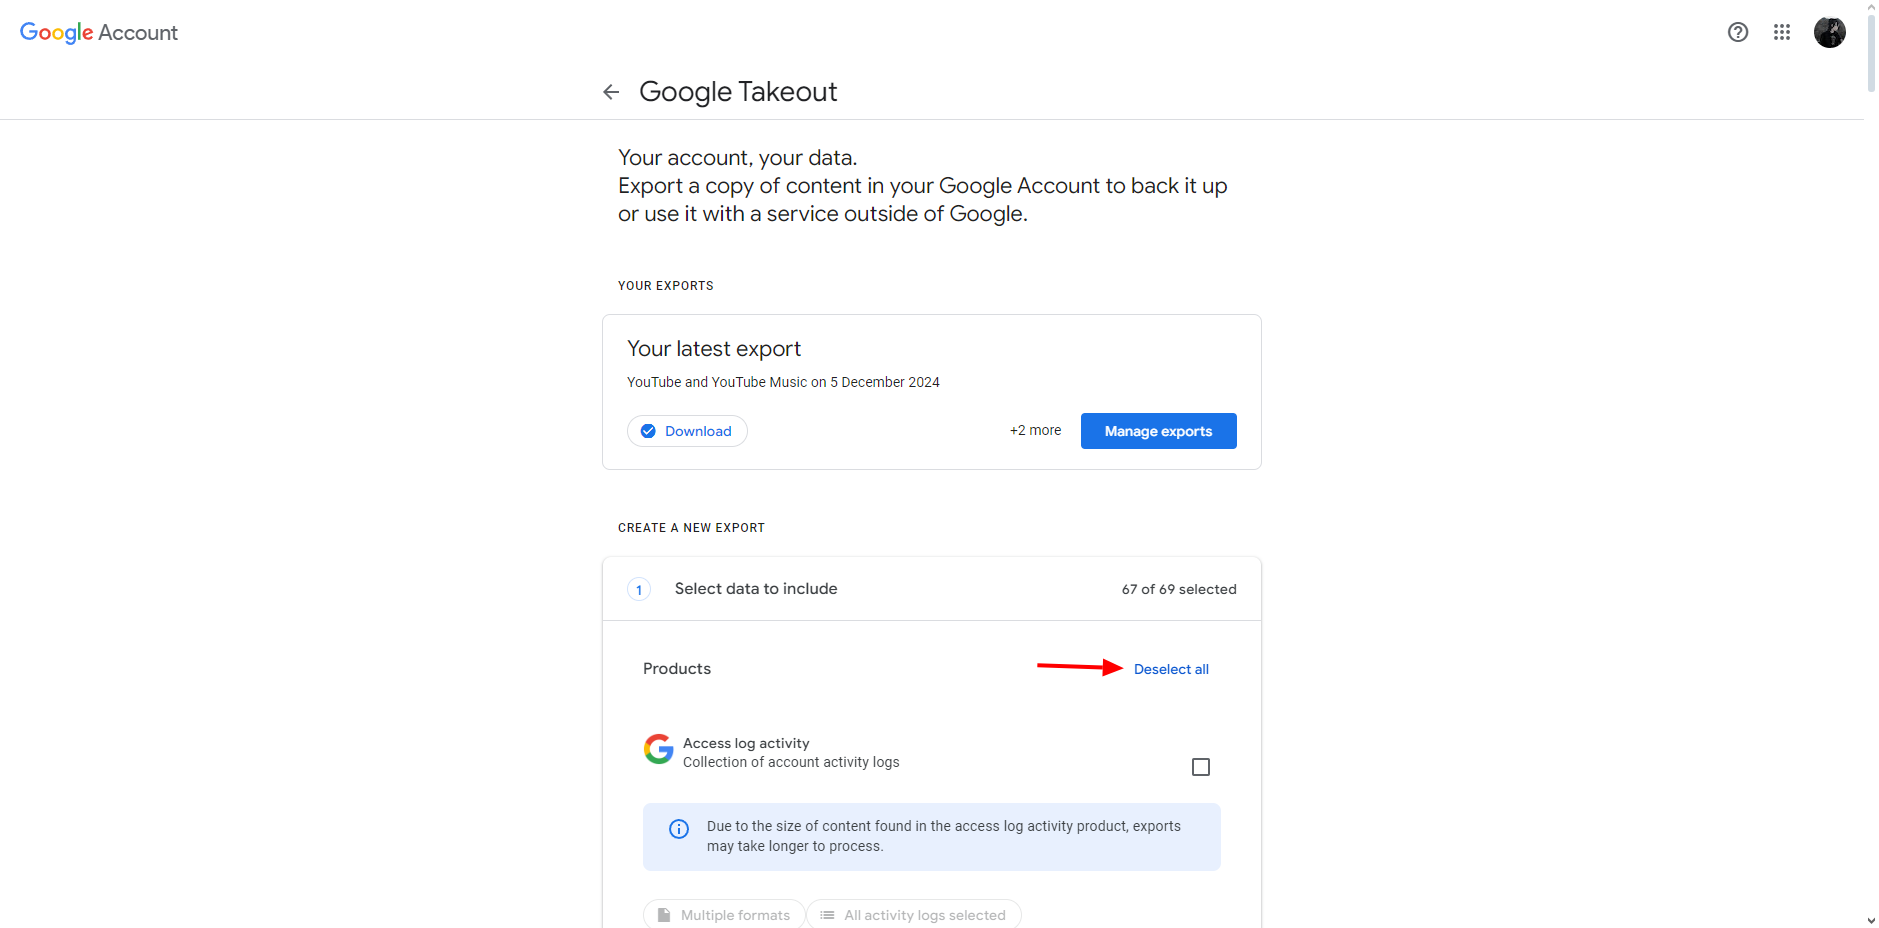 Google Account
Google Takeout
Your account, your data.
Export a copy of content in your Google Account to back it up
or use it with a service outside of Google.
YOUR EXPORTS
Your latest export
YouTube and YouTube Music on 5 December 2024
Download
+2 more
Manage exports
CREATE A NEW EXPORT
1
Select data to include
67 of 69 selected
Products
Deselect all
Access log activity
Collection of account activity logs
Due to the size of content found in the access log activity product, exports
may take longer to process.
Multiple formats
All activity logs selected